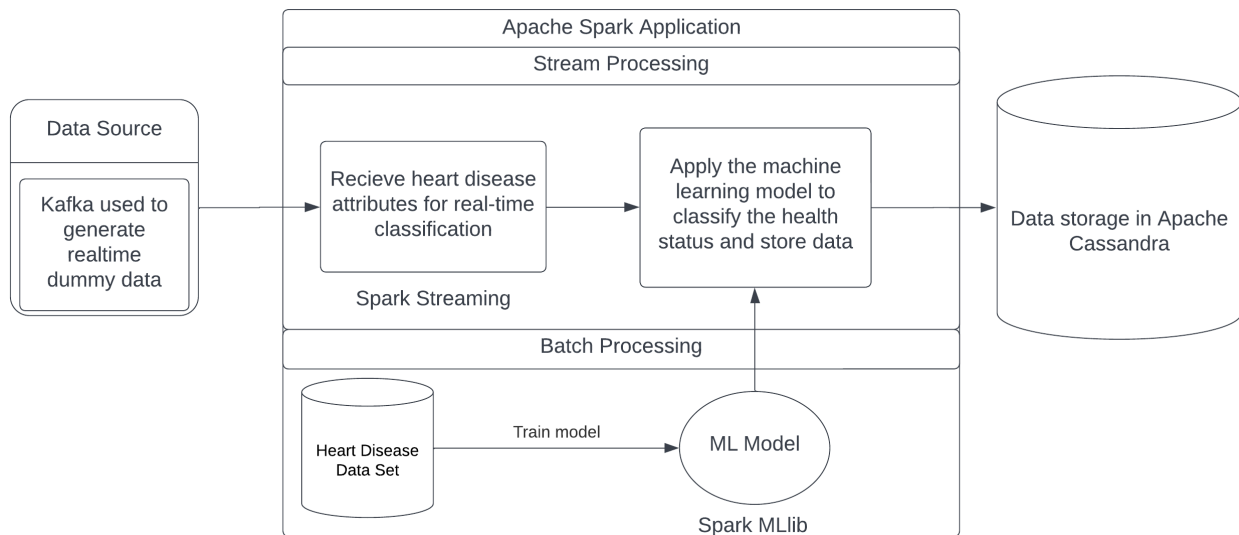 Apache Spark Application
Stream Processing
Data Source
Kafka used to
generate
realtime
dummy data
Recieve heart disease
attributes for real-time
classification
Spark Streaming
Apply the machine
learning model to
classify the health
status and store data
Data storage in Apache
Cassandra
Batch Processing
Heart Disease
Data Set
Train model
ML Model
Spark MLlib